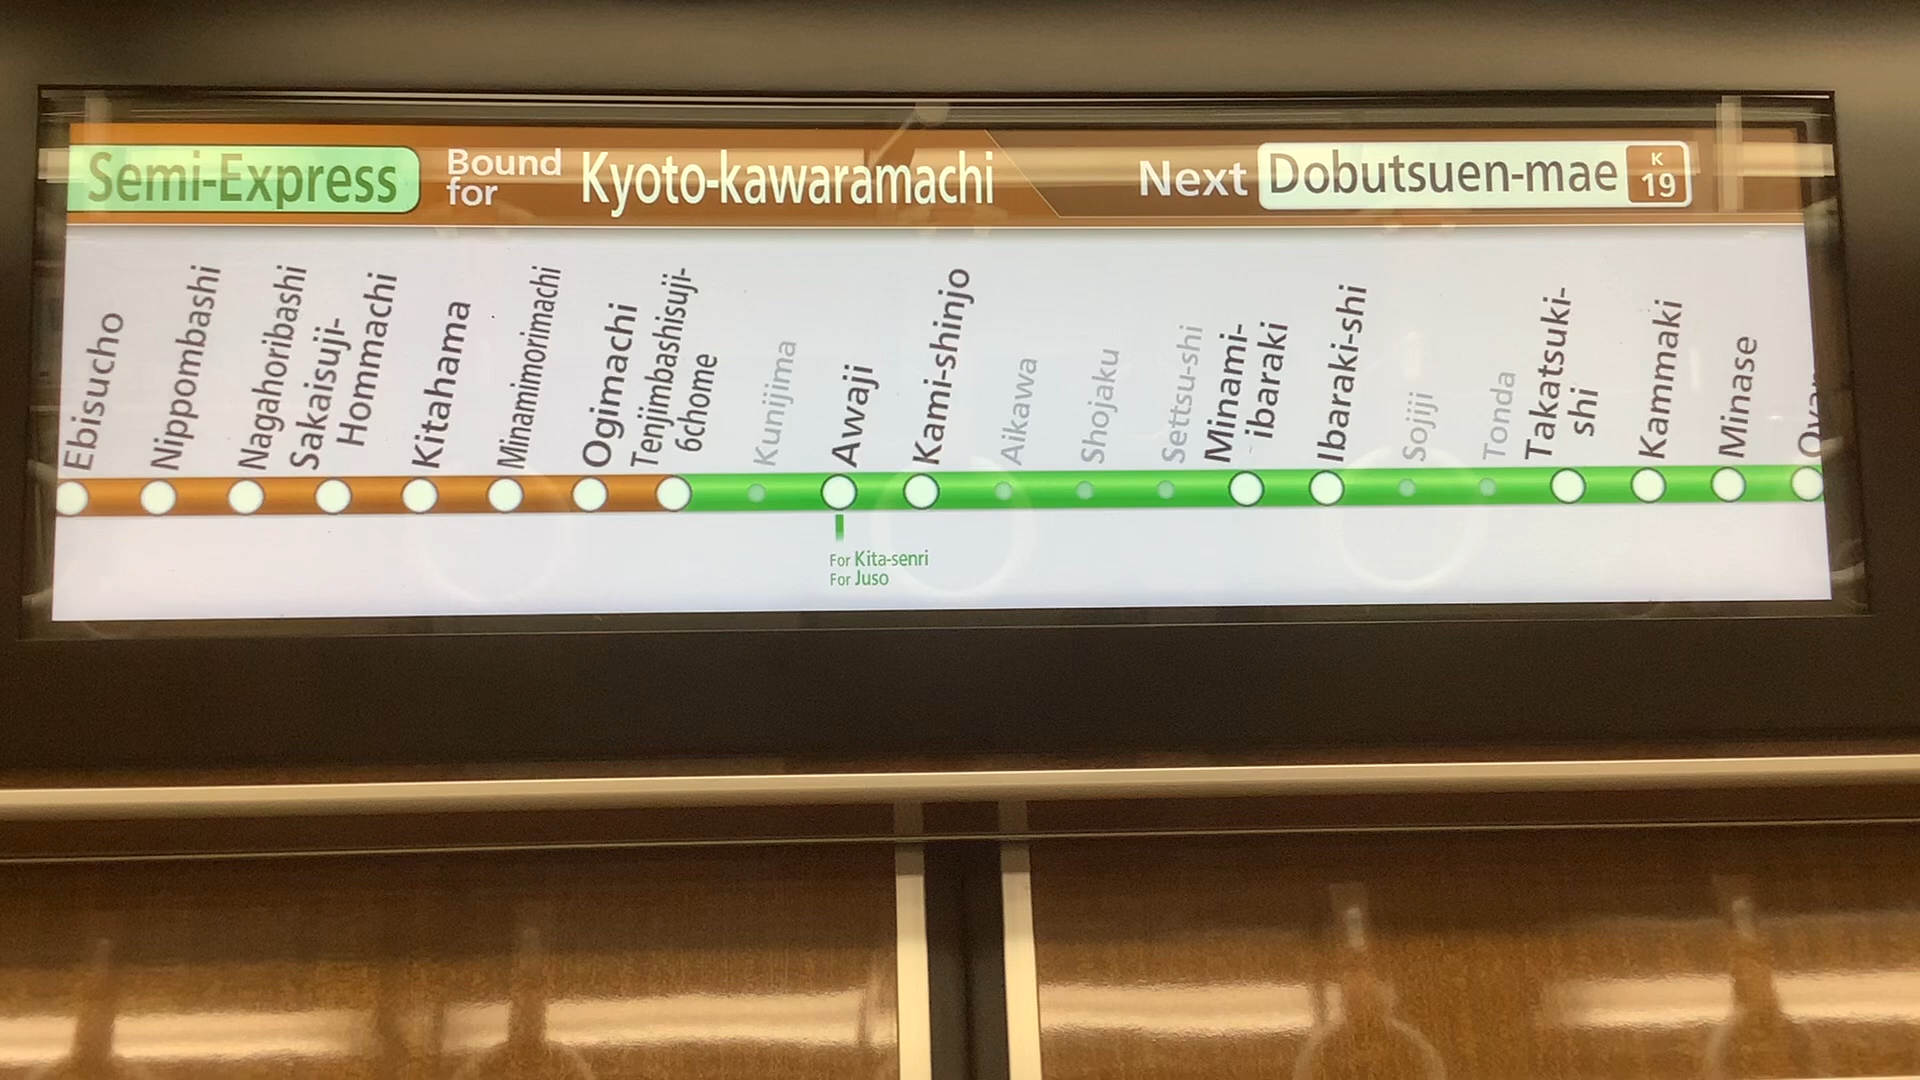 Semi-Express
Bound
for
Kyoto-kawaramachi
Next
Dobutsuen-mae
K
19
Ebisucho
Nippombashi
Nagahoribashi
Sakaisuji-
Hommachi
Kitahama
Minamimorimachi
Ogimachi
Tenjimbashisuji-
6chome
Kunijima
Awaji
Kami-shinjo
Aikawa
Shojaku
Settsu-shi
Minami-
ibaraki
Ibaraki-shi
Sojiji
Tonda
Takatsuki-
shi
Kammaki
Minase
For Kita-senri
For Juso